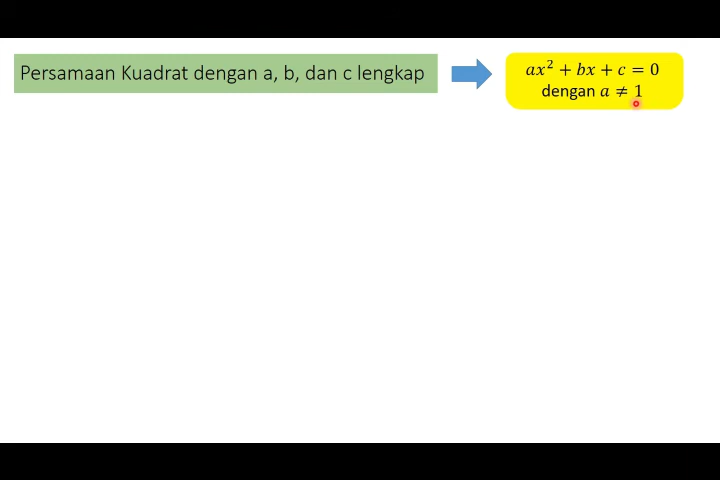 Persamaan Kuadrat dengan a, b, dan c lengkap
𝑎𝑥² + 𝑏𝑥 + 𝑐 = 0
dengan 𝑎 ≠ 1